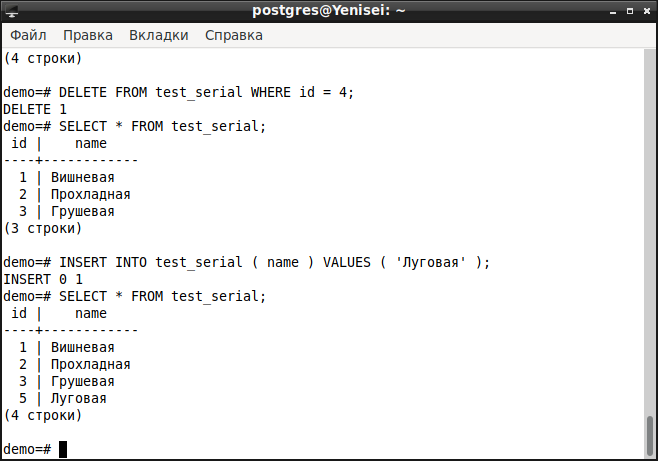 postgres@Yenisei: ~
Файл Правка Вкладки Справка
(4 строки)
demo=# DELETE FROM test_serial WHERE id = 4;
DELETE 1
demo=# SELECT * FROM test_serial;
 id |    name
----+------------
  1 | Вишневая
  2 | Прохладная
  3 | Грушевая
(3 строки)
demo=# INSERT INTO test_serial ( name ) VALUES ( 'Луговая' );
INSERT 0 1
demo=# SELECT * FROM test_serial;
 id |    name
----+------------
  1 | Вишневая
  2 | Прохладная
  3 | Грушевая
  5 | Луговая
(4 строки)
demo=#